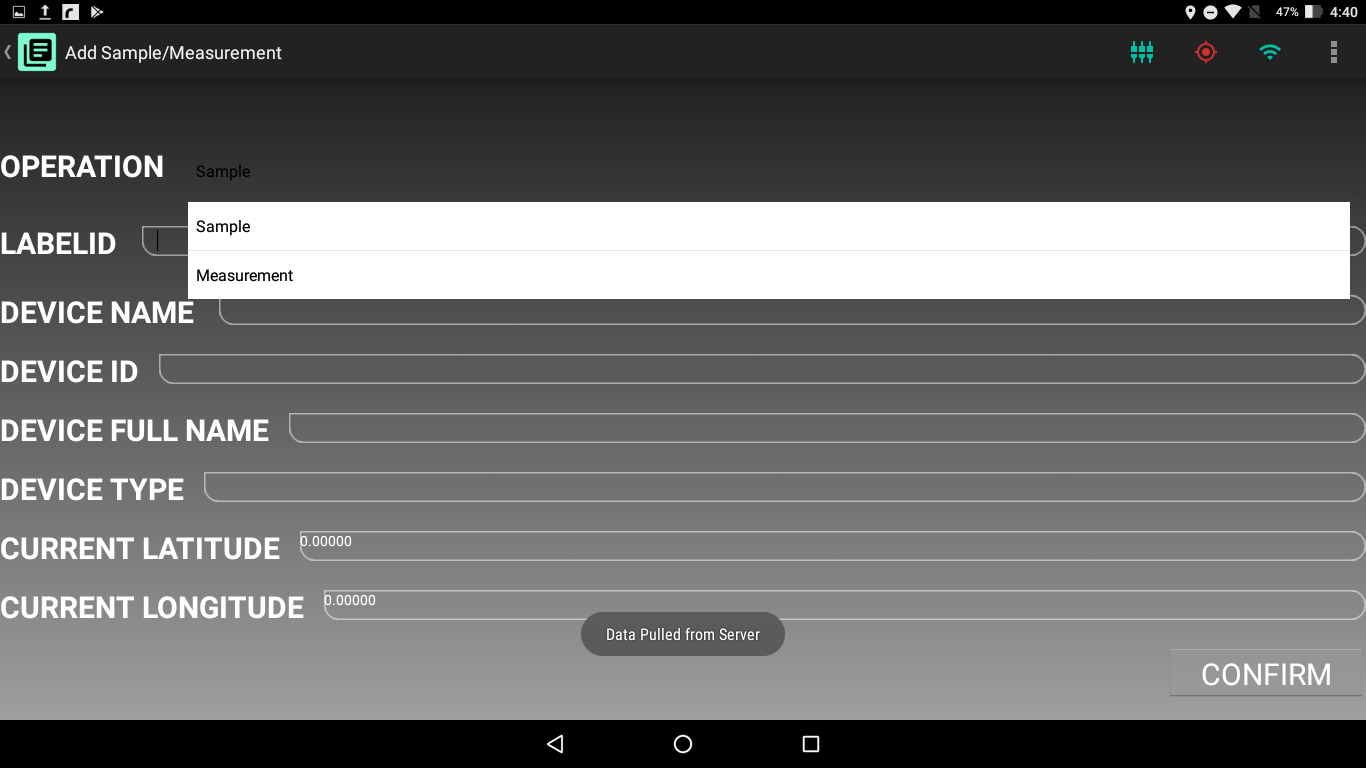 47% 4:40
Add Sample/Measurement
OPERATION Sample
Sample
LABELID
Measurement
DEVICE NAME
DEVICE ID
DEVICE FULL NAME
DEVICE TYPE
CURRENT LATITUDE 0.00000
CURRENT LONGITUDE 0.00000
Data Pulled from Server
CONFIRM